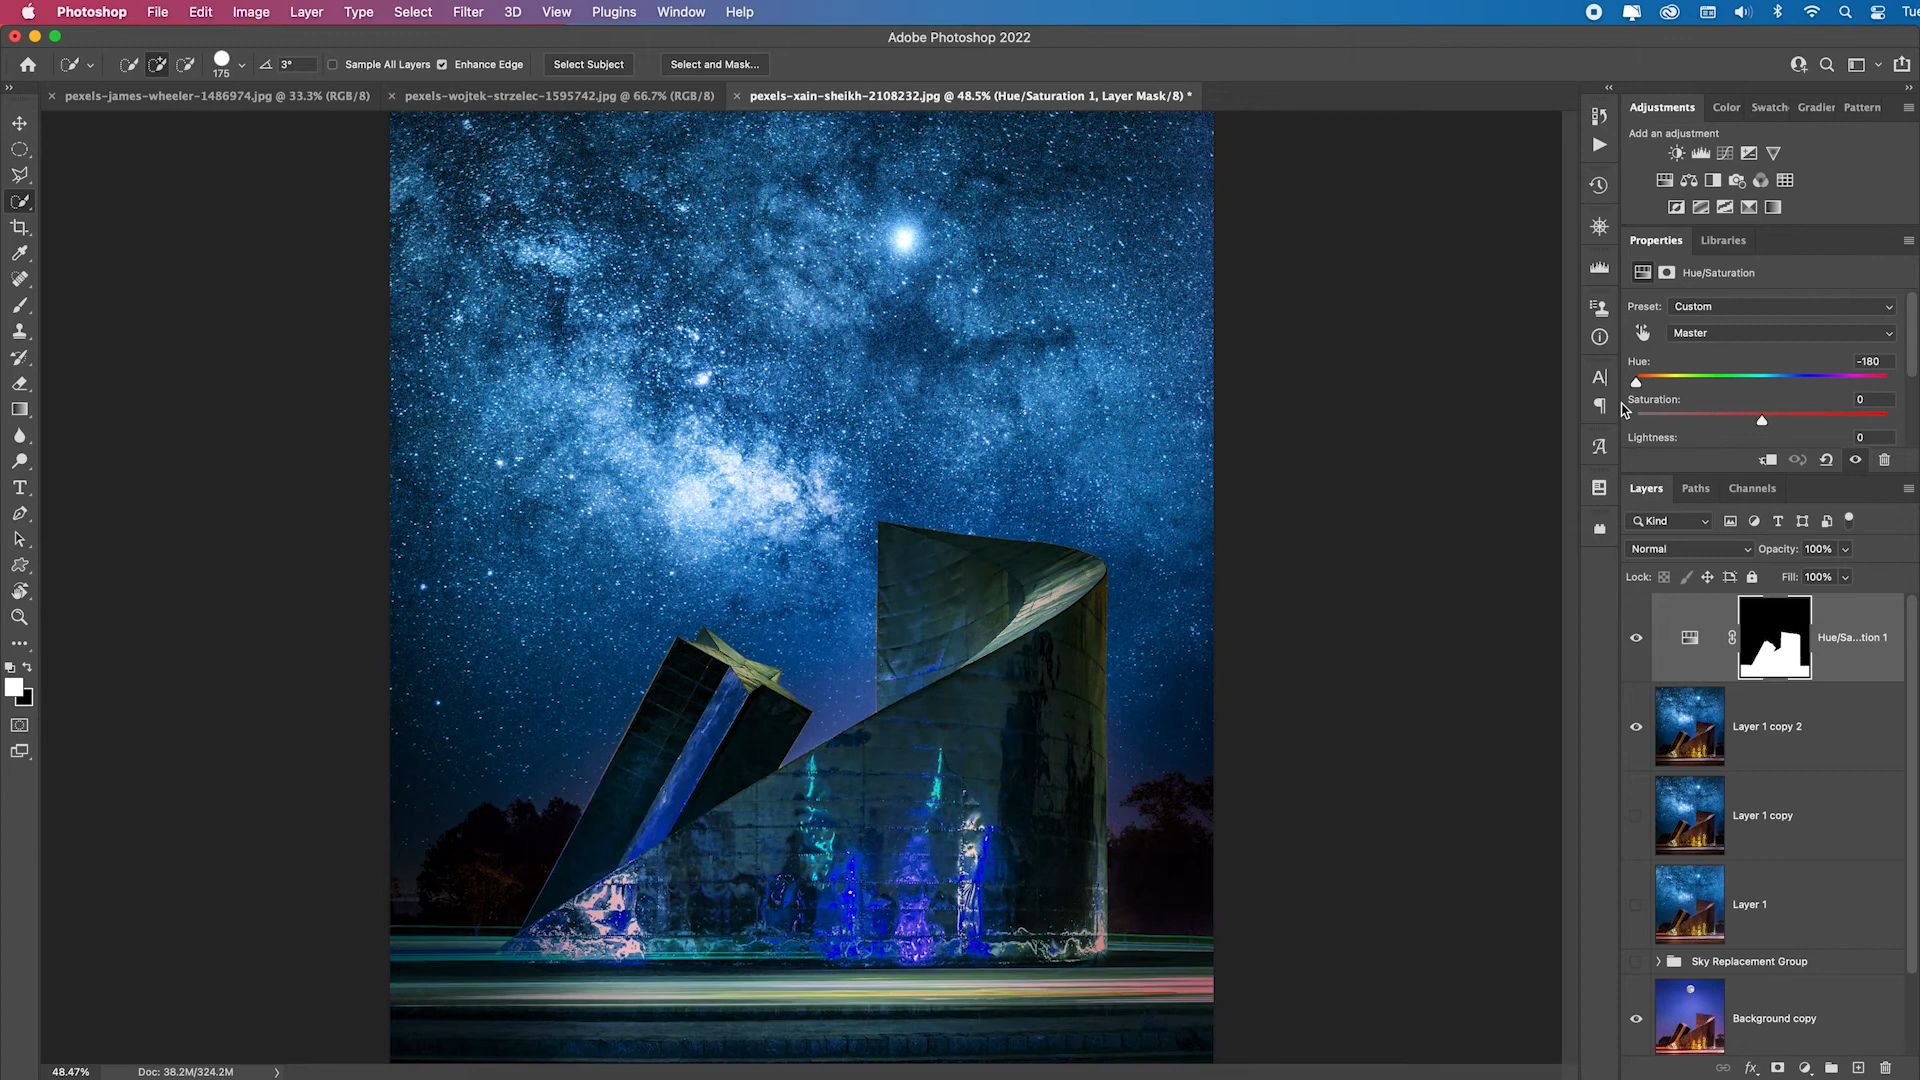 Photoshop File Edit Image Layer Type Select Filter 3D View Plugins Window Help Tue
Adobe Photoshop 2022
175 3° Sample All Layers Enhance Edge Select Subject Select and Mask...
pexels-james-wheeler-1486974.jpg @ 33.3% (RGB/8) pexels-wojtek-strzelec-1595742.jpg @ 66.7% (RGB/8) pexels-xain-sheikh-2108232.jpg @ 48.5% (Hue/Saturation 1, Layer Mask/8) *
Adjustments Color Swatch Gradier Pattern
Add an adjustment
Properties Libraries
Hue/Saturation
Preset: Custom
Master
Hue: -180
Saturation: 0
Lightness: 0
Layers Paths Channels
Kind
Normal Opacity: 100%
Lock: Fill: 100%
Hue/Sa...tion 1
Layer 1 copy 2
Layer 1 copy
Layer 1
Sky Replacement Group
Background copy
48.47% Doc: 38.2M/324.2M